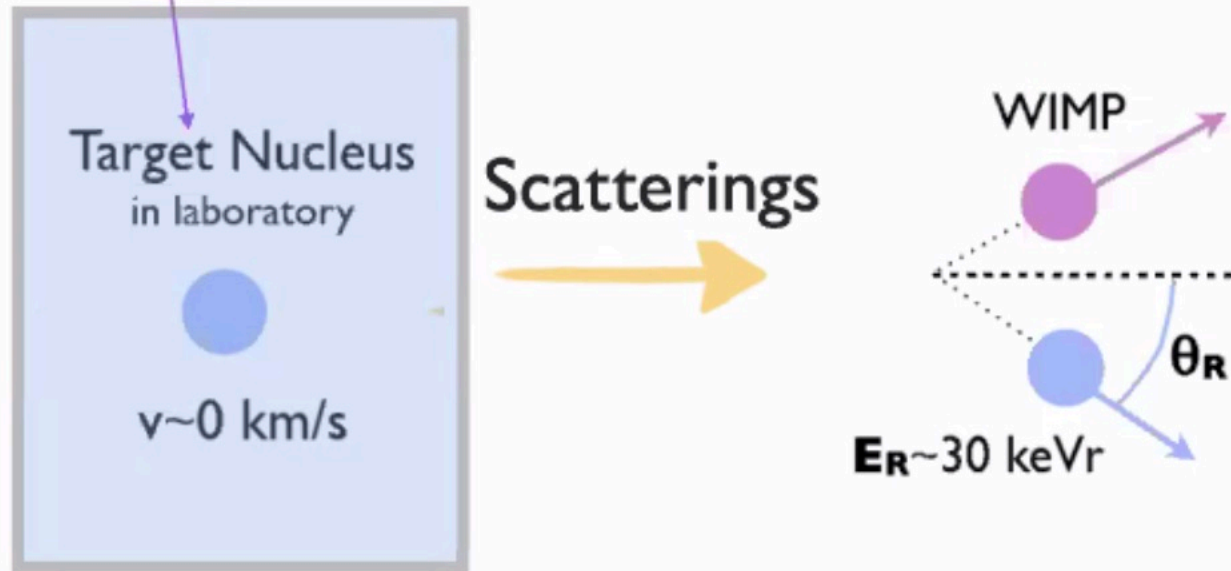 Target Nucleus
in laboratory
v~0 km/s
Scatterings
WIMP
θR
ER~30 keVr